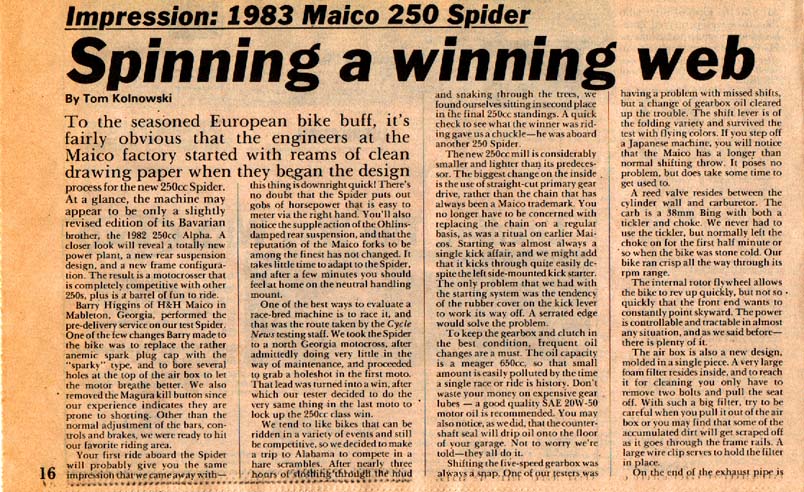 Impression: 1983 Maico 250 Spider
Spinning a winning web
By Tom Kolnowski
To the seasoned European bike buff, it's
fairly obvious that the engineers at the
Maico factory started with reams of clean
drawing paper when they began the design
process for the new 250cc Spider.
At a glance, the machine may
appear to be only a slightly
revised edition of its Bavarian
brother, the 1982 250cc Alpha. A
closer look will reveal a totally new
power plant, a new rear suspension
design, and a new frame configura-
tion. The result is a motocrosser that
is completely competitive with other
250s, plus a barrel of fun to ride.
Barry Higgins of H&H Maico in
Mableton, Georgia, performed the
pre-delivery service on our test Spider.
One of the few changes Barry made to
the bike was to replace the rather
anemic spark plug cap with the
"sparky" type, and to bore several
holes at the top of the air box to let
the motor breathe better. We also
removed the Magura kill button since
our experience indicates they are
prone to shorting. Other than the
normal adjustment of the bars, con-
trols and brakes, we were ready to hit
our favorite riding area.
Your first ride aboard the Spider
will probably give you the same
impression that we came away with—
this thing is downright quick! There's
no doubt that the Spider puts out
gobs of horsepower that is easy to
meter via the right hand. You'll also
notice the supple action of the Ohlins-
damped rear suspension, and that the
reputation of the Maico forks to be
among the finest has not changed. It
takes little time to adapt to the Spider,
and after a few minutes you should
feel at home on the neutral handling
mount.
One of the best ways to evaluate a
race-bred machine is to race it, and
that was the route taken by the Cycle
News testing staff. We took the Spider
to a north Georgia motocross, after
admittedly doing very little in the
way of maintenance, and proceeded
to grab a holeshot in the first moto.
That lead was turned into a win, after
which our tester decided to do the
very same thing in the last moto to
lock up the 250cc class win.
We tend to like bikes that can be
ridden in a variety of events and still
be competitive, so we decided to make
a trip to Alabama to compete in a
hare scrambles. After nearly three
hours of sloshing through the mud
and snaking through the trees, we
found ourselves sitting in second place
in the final 250cc standings. A quick
check to see what the winner was rid-
ing gave us a chuckle—he was aboard
another 250 Spider.
The new 250cc mill is considerably
smaller and lighter than its predeces-
sor. The biggest change on the inside
is the use of straight-cut primary gear
drive, rather than the chain that has
always been a Maico trademark. You
no longer have to be concerned with
replacing the chain on a regular
basis, as was a ritual on earlier Mai-
cos. Starting was almost always a
single kick affair, and we might add
that it kicks through quite easily de-
spite the left side-mounted kick starter.
The only problem that we had with
the starting system was the tendency
of the rubber cover on the kick lever
to work its way off. A serrated edge
would solve the problem.
To keep the gearbox and clutch in
the best condition, frequent oil
changes are a must. The oil capacity
is a meager 650cc, so that small
amount is easily polluted by the time
a single race or ride is history. Don't
waste your money on expensive gear
lubes — a good quality SAE 20W-50
motor oil is recommended. You may
also notice, as we did, that the counter-
shaft seal will drip oil onto the floor
of your garage. Not to worry we're
told—they all do it.
Shifting the five-speed gearbox was
always a snap. One of our testers was
having a problem with missed shifts,
but a change of gearbox oil cleared
up the trouble. The shift lever is of
the folding variety and survived the
test with flying colors. If you step off
a Japanese machine, you will notice
that the Maico has a longer than
normal shifting throw. It poses no
problem, but does take some time to
get used to.
A reed valve resides between the
cylinder wall and carburetor. The
carb is a 38mm Bing with both a
tickler and choke. We never had to
use the tickler, but normally left the
choke on for the first half minute or
so when the bike was stone cold. Our
bike ran crisp all the way through its
rpm range.
The internal rotor flywheel allows
the bike to rev up quickly, but not so
quickly that the front end wants to
constantly point skyward. The power
is controllable and tractable in almost
any situation, and as we said before—
there is plenty of it.
The air box is also a new design,
molded in a single piece. A very large
foam filter resides inside, and to reach
it for cleaning you only have to
remove two bolts and pull the seat
off. With such a big filter, try to be
careful when you pull it out of the air
box or you may find that some of the
accumulated dirt will get scraped off
as it goes through the frame rails. A
large wire clip serves to hold the filter
in place.
On the end of the exhaust pipe is
16